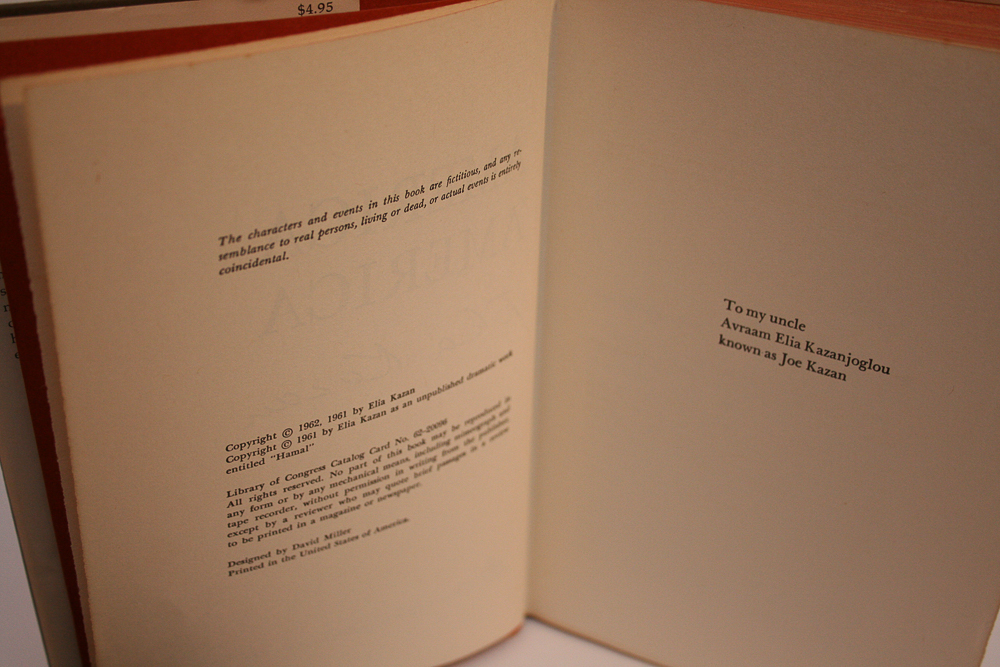 $4.95
The characters and events in this book are fictitious, and any re-
semblance to real persons, living or dead, or actual events is entirely
coincidental.
Copyright © 1962, 1961 by Elia Kazan
Copyright © 1961 by Elia Kazan as an unpublished dramatic work
entitled "Hamal"
Library of Congress Catalog Card No. 62-20096
All rights reserved. No part of this book may be reproduced in
any form or by any mechanical means, including mimeograph and
tape recorder, without permission in writing from the publisher,
except by a reviewer who may quote brief passages in a review
to be printed in a magazine or newspaper.
Designed by David Miller
Printed in the United States of America.
To my uncle
Avraam Elia Kazanjoglou
known as Joe Kazan